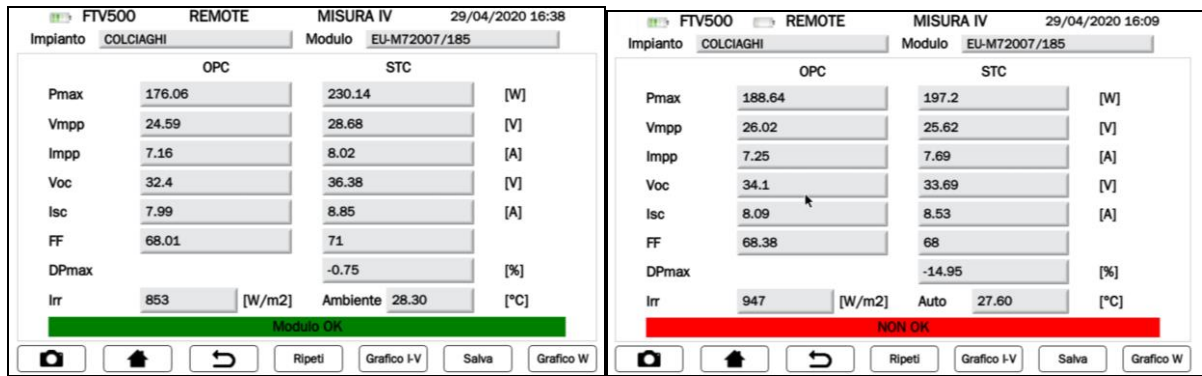 FTV500 REMOTE MISURA IV 29/04/2020 16:38
Impianto COLCIAGHI Modulo EU-M72007/185
OPC STC
Pmax 176.06 230.14 [W]
Vmpp 24.59 28.68 [V]
Impp 7.16 8.02 [A]
Voc 32.4 36.38 [V]
Isc 7.99 8.85 [A]
FF 68.01 71
DPmax -0.75 [%]
Irr 853 [W/m2] Ambiente 28.30 [°C]
Modulo OK
Ripeti Grafico I-V Salva Grafico W
FTV500 REMOTE MISURA IV 29/04/2020 16:09
Impianto COLCIAGHI Modulo EU-M72007/185
OPC STC
Pmax 188.64 197.2 [W]
Vmpp 26.02 25.62 [V]
Impp 7.25 7.69 [A]
Voc 34.1 33.69 [V]
Isc 8.09 8.53 [A]
FF 68.38 68
DPmax -14.95 [%]
Irr 947 [W/m2] Auto 27.60 [°C]
NON OK
Ripeti Grafico I-V Salva Grafico W